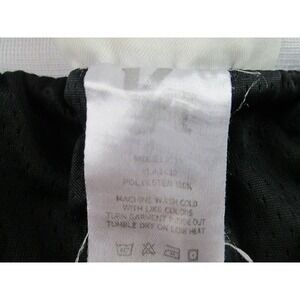 POLYESTER 100%
MACHINE WASH COLD
WITH LIKE COLORS
TURN GARMENT INSIDE OUT
TUMBLE DRY ON LOW HEAT